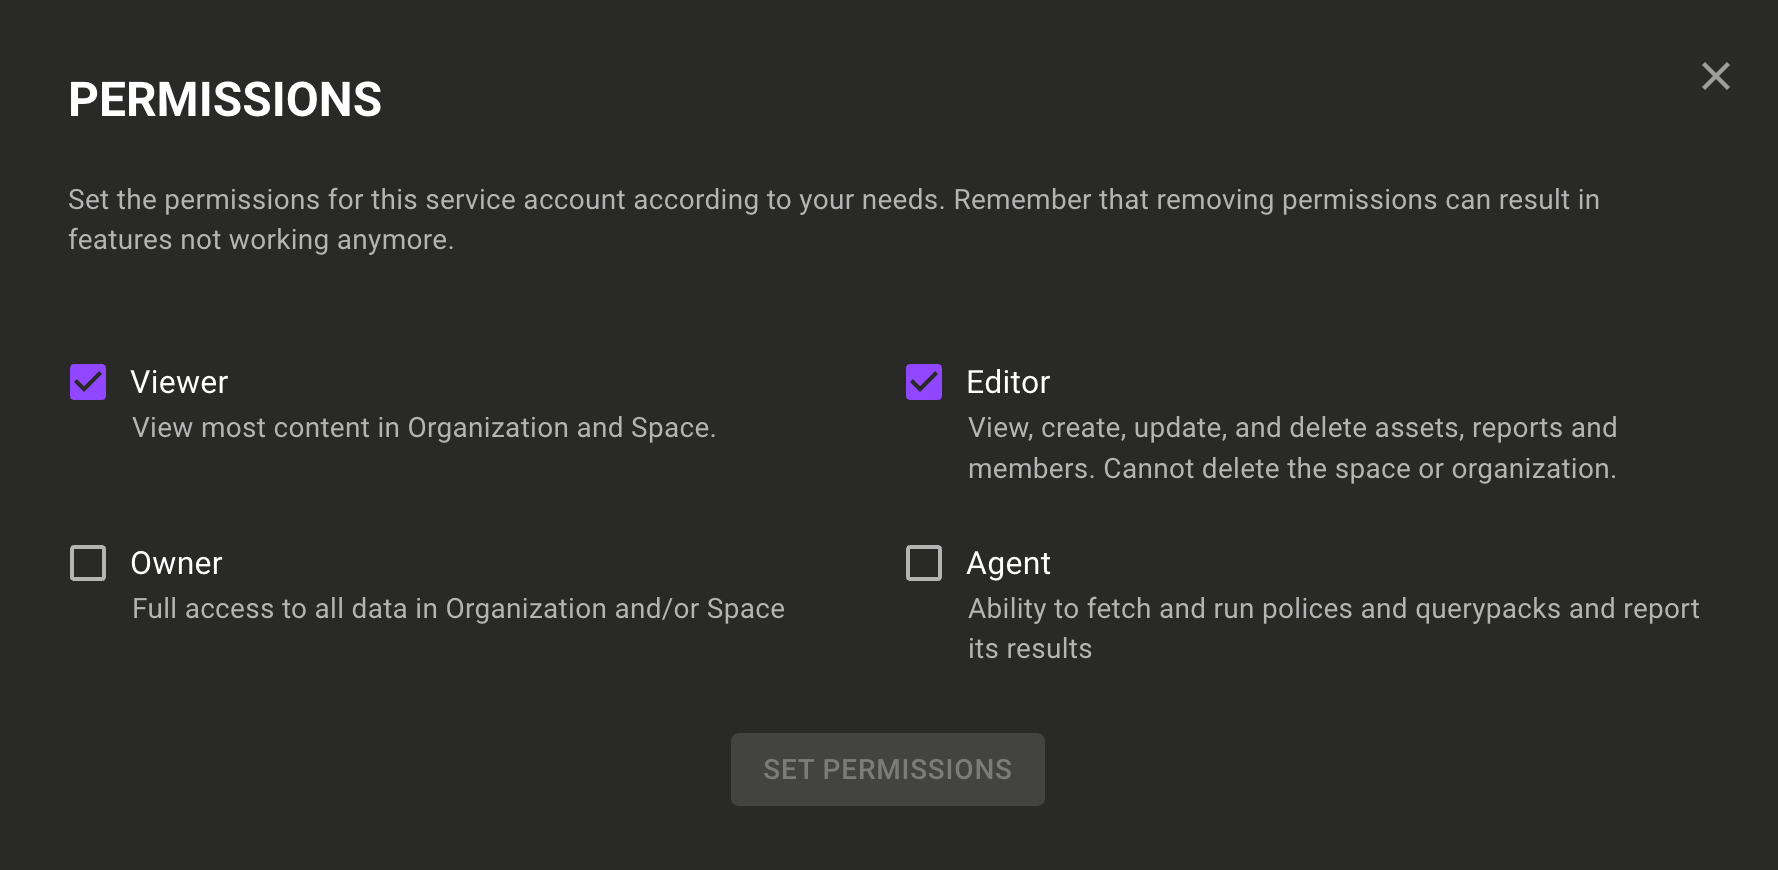 PERMISSIONS
Set the permissions for this service account according to your needs. Remember that removing permissions can result in
features not working anymore.
Viewer
View most content in Organization and Space.
Editor
View, create, update, and delete assets, reports and
members. Cannot delete the space or organization.
Owner
Full access to all data in Organization and/or Space
Agent
Ability to fetch and run polices and querypacks and report
its results
SET PERMISSIONS